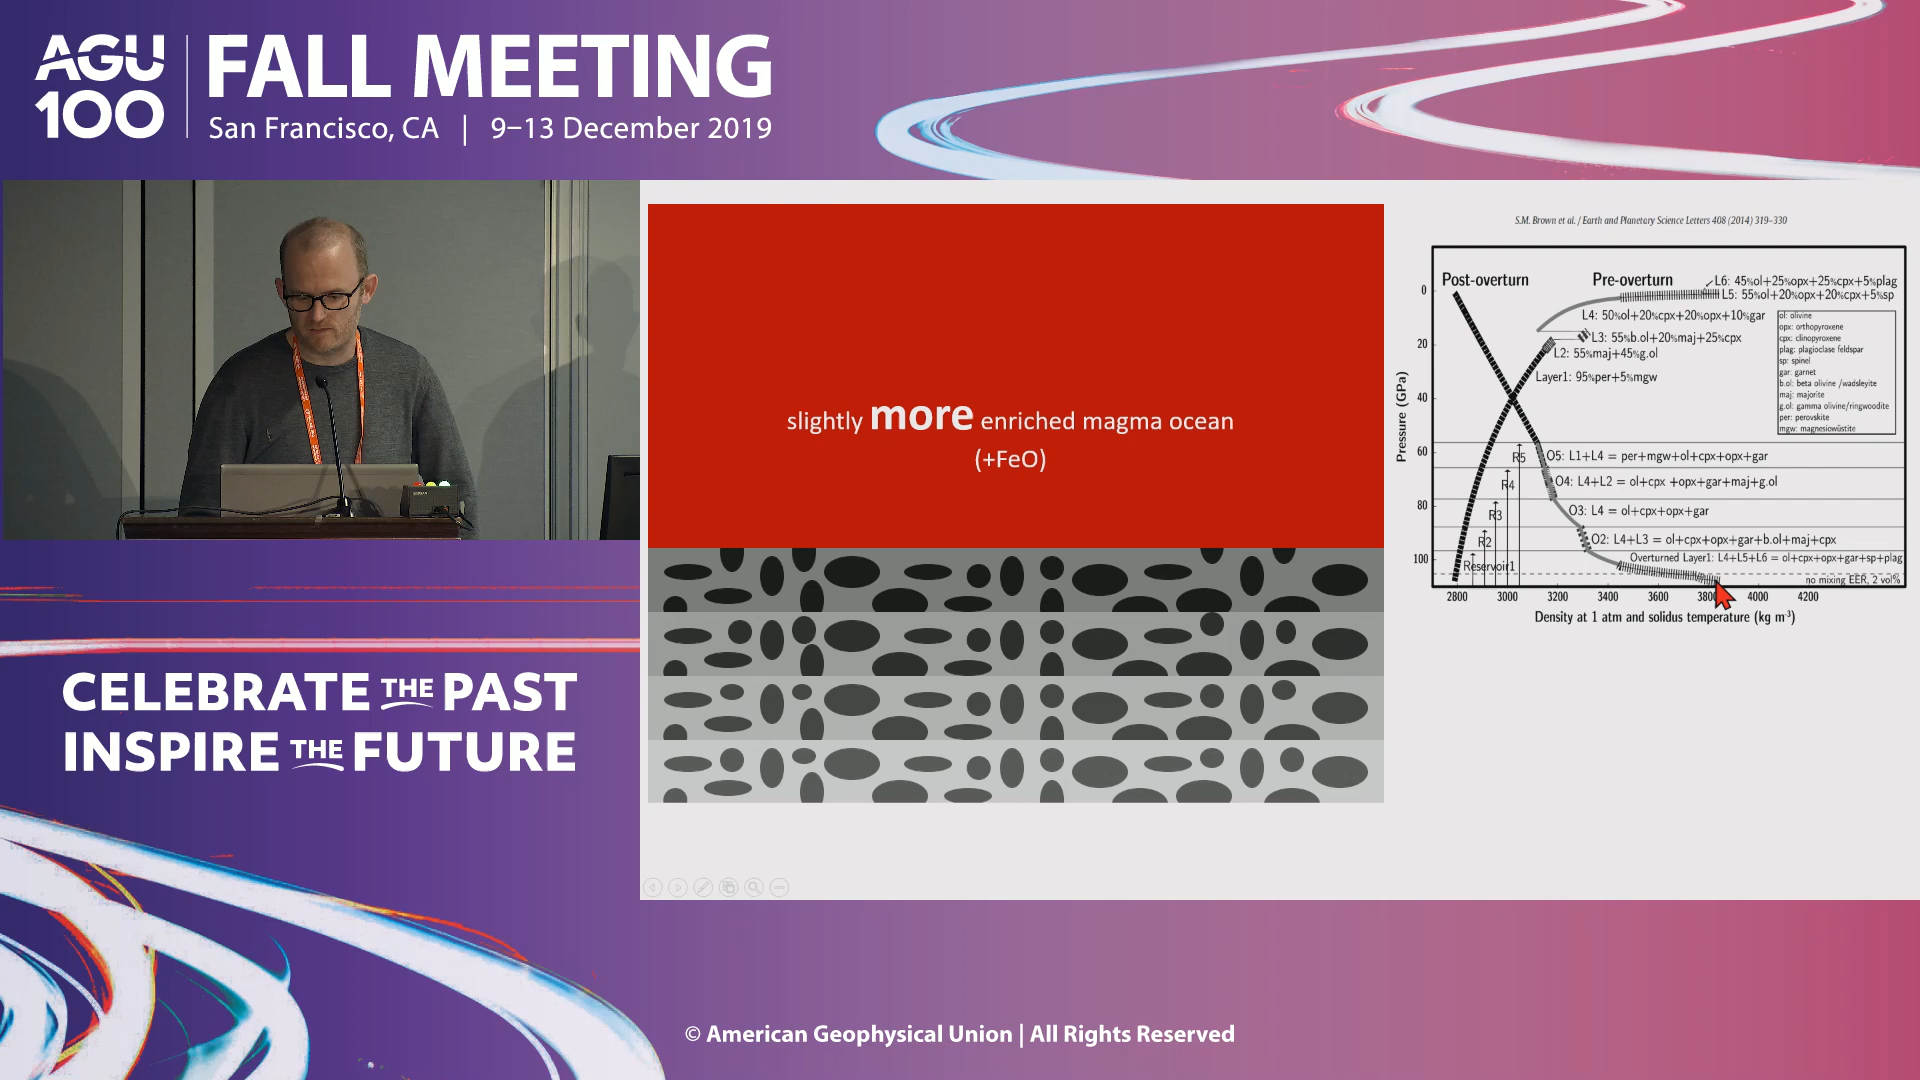 AGU
100
FALL MEETING
San Francisco, CA | 9–13 December 2019
slightly more enriched magma ocean
(+FeO)
S.M. Brown et al. / Earth and Planetary Science Letters 408 (2014) 319–330
Post-overturn
Pre-overturn
L6: 45%ol+25%opx+25%cpx+5%plag
L5: 55%ol+20%opx+20%cpx+5%sp
L4: 50%ol+20%cpx+20%opx+10%gar
L3: 55%b.ol+20%maj+25%cpx
L2: 55%maj+45%g.ol
Layer1: 95%per+5%mgw
ol: olivine
opx: orthopyroxene
cpx: clinopyroxene
plag: plagioclase feldspar
sp: spinel
gar: garnet
b.ol: beta olivine /wadsleyite
maj: majorite
g.ol: gamma olivine/ringwoodite
per: perovskite
mgw: magnesiowüstite
O5: L1+L4 = per+mgw+ol+cpx+opx+gar
O4: L4+L2 = ol+cpx +opx+gar+maj+g.ol
O3: L4 = ol+cpx+opx+gar
O2: L4+L3 = ol+cpx+opx+gar+b.ol+maj+cpx
Overturned Layer1: L4+L5+L6 = ol+cpx+opx+gar+sp+plag
no mixing EER, 2 vol%
R5
R4
R3
R2
Reservoir1
Pressure (GPa)
0
20
40
60
80
100
2800 3000 3200 3400 3600 3800 4000 4200
Density at 1 atm and solidus temperature (kg m⁻³)
CELEBRATE THE PAST
INSPIRE THE FUTURE
© American Geophysical Union | All Rights Reserved